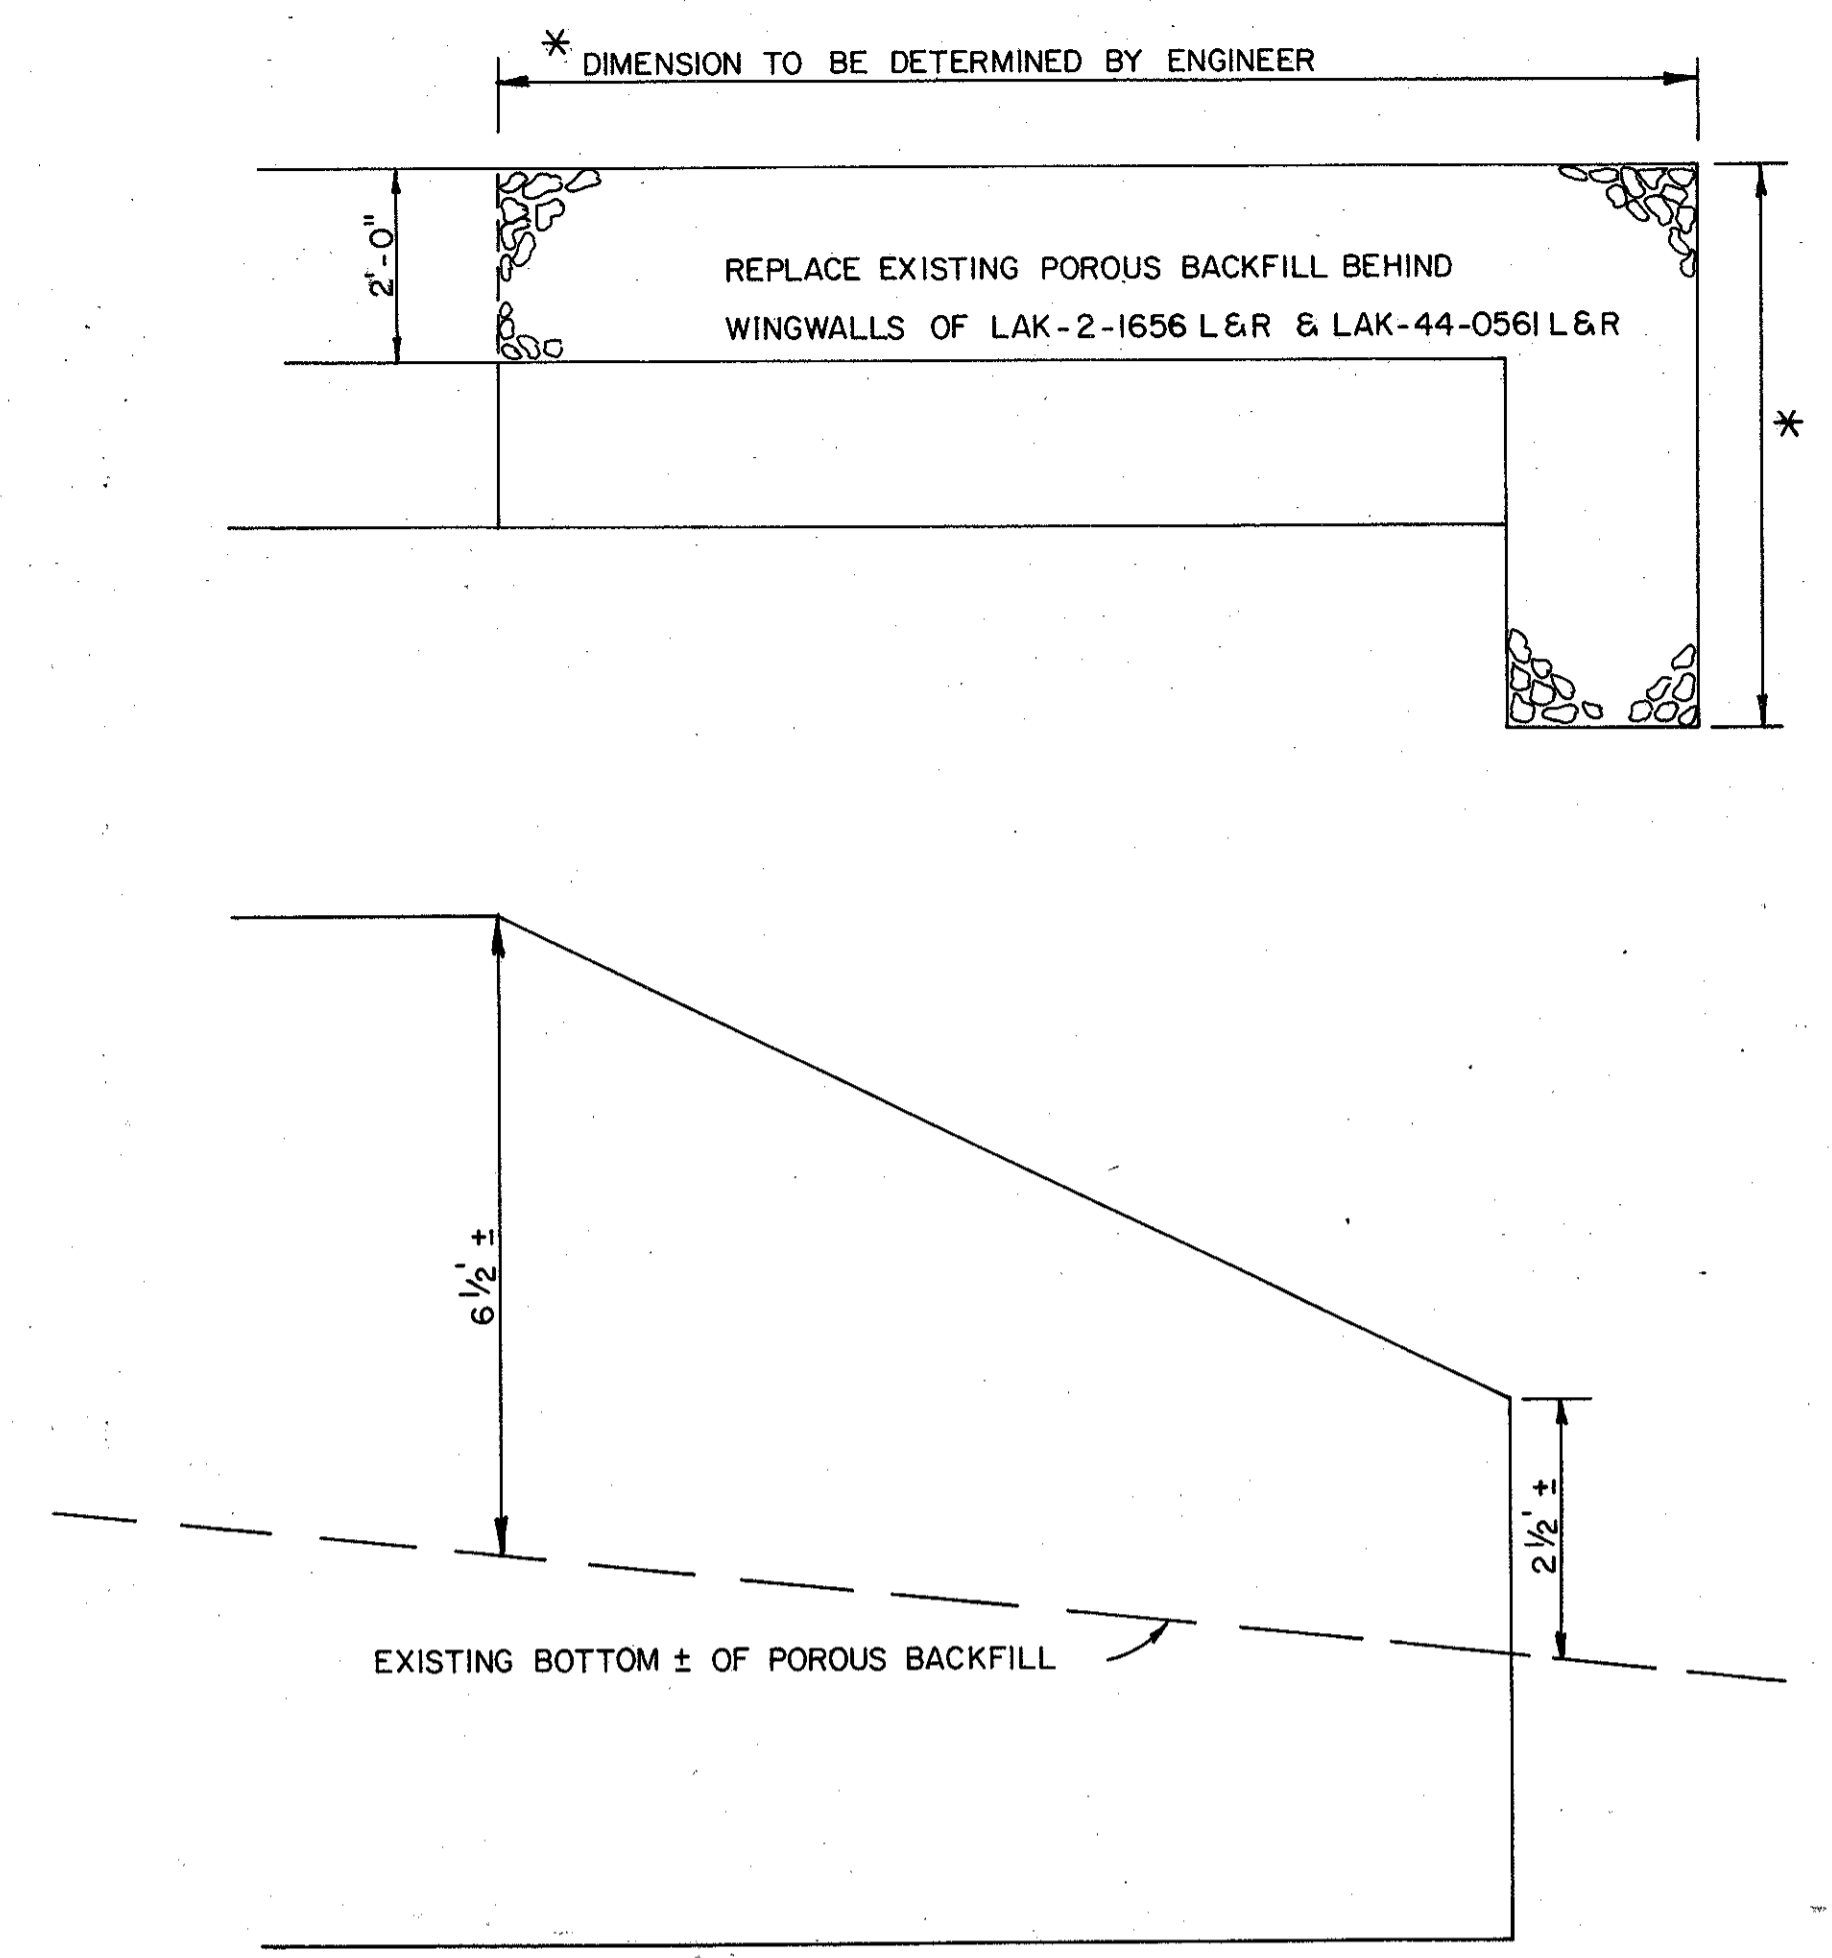 * DIMENSION TO BE DETERMINED BY ENGINEER
2'-0"
REPLACE EXISTING POROUS BACKFILL BEHIND
WINGWALLS OF LAK-2-1656 L&R & LAK-44-0561 L&R
*
6 1/2' ±
2 1/2' ±
EXISTING BOTTOM ± OF POROUS BACKFILL